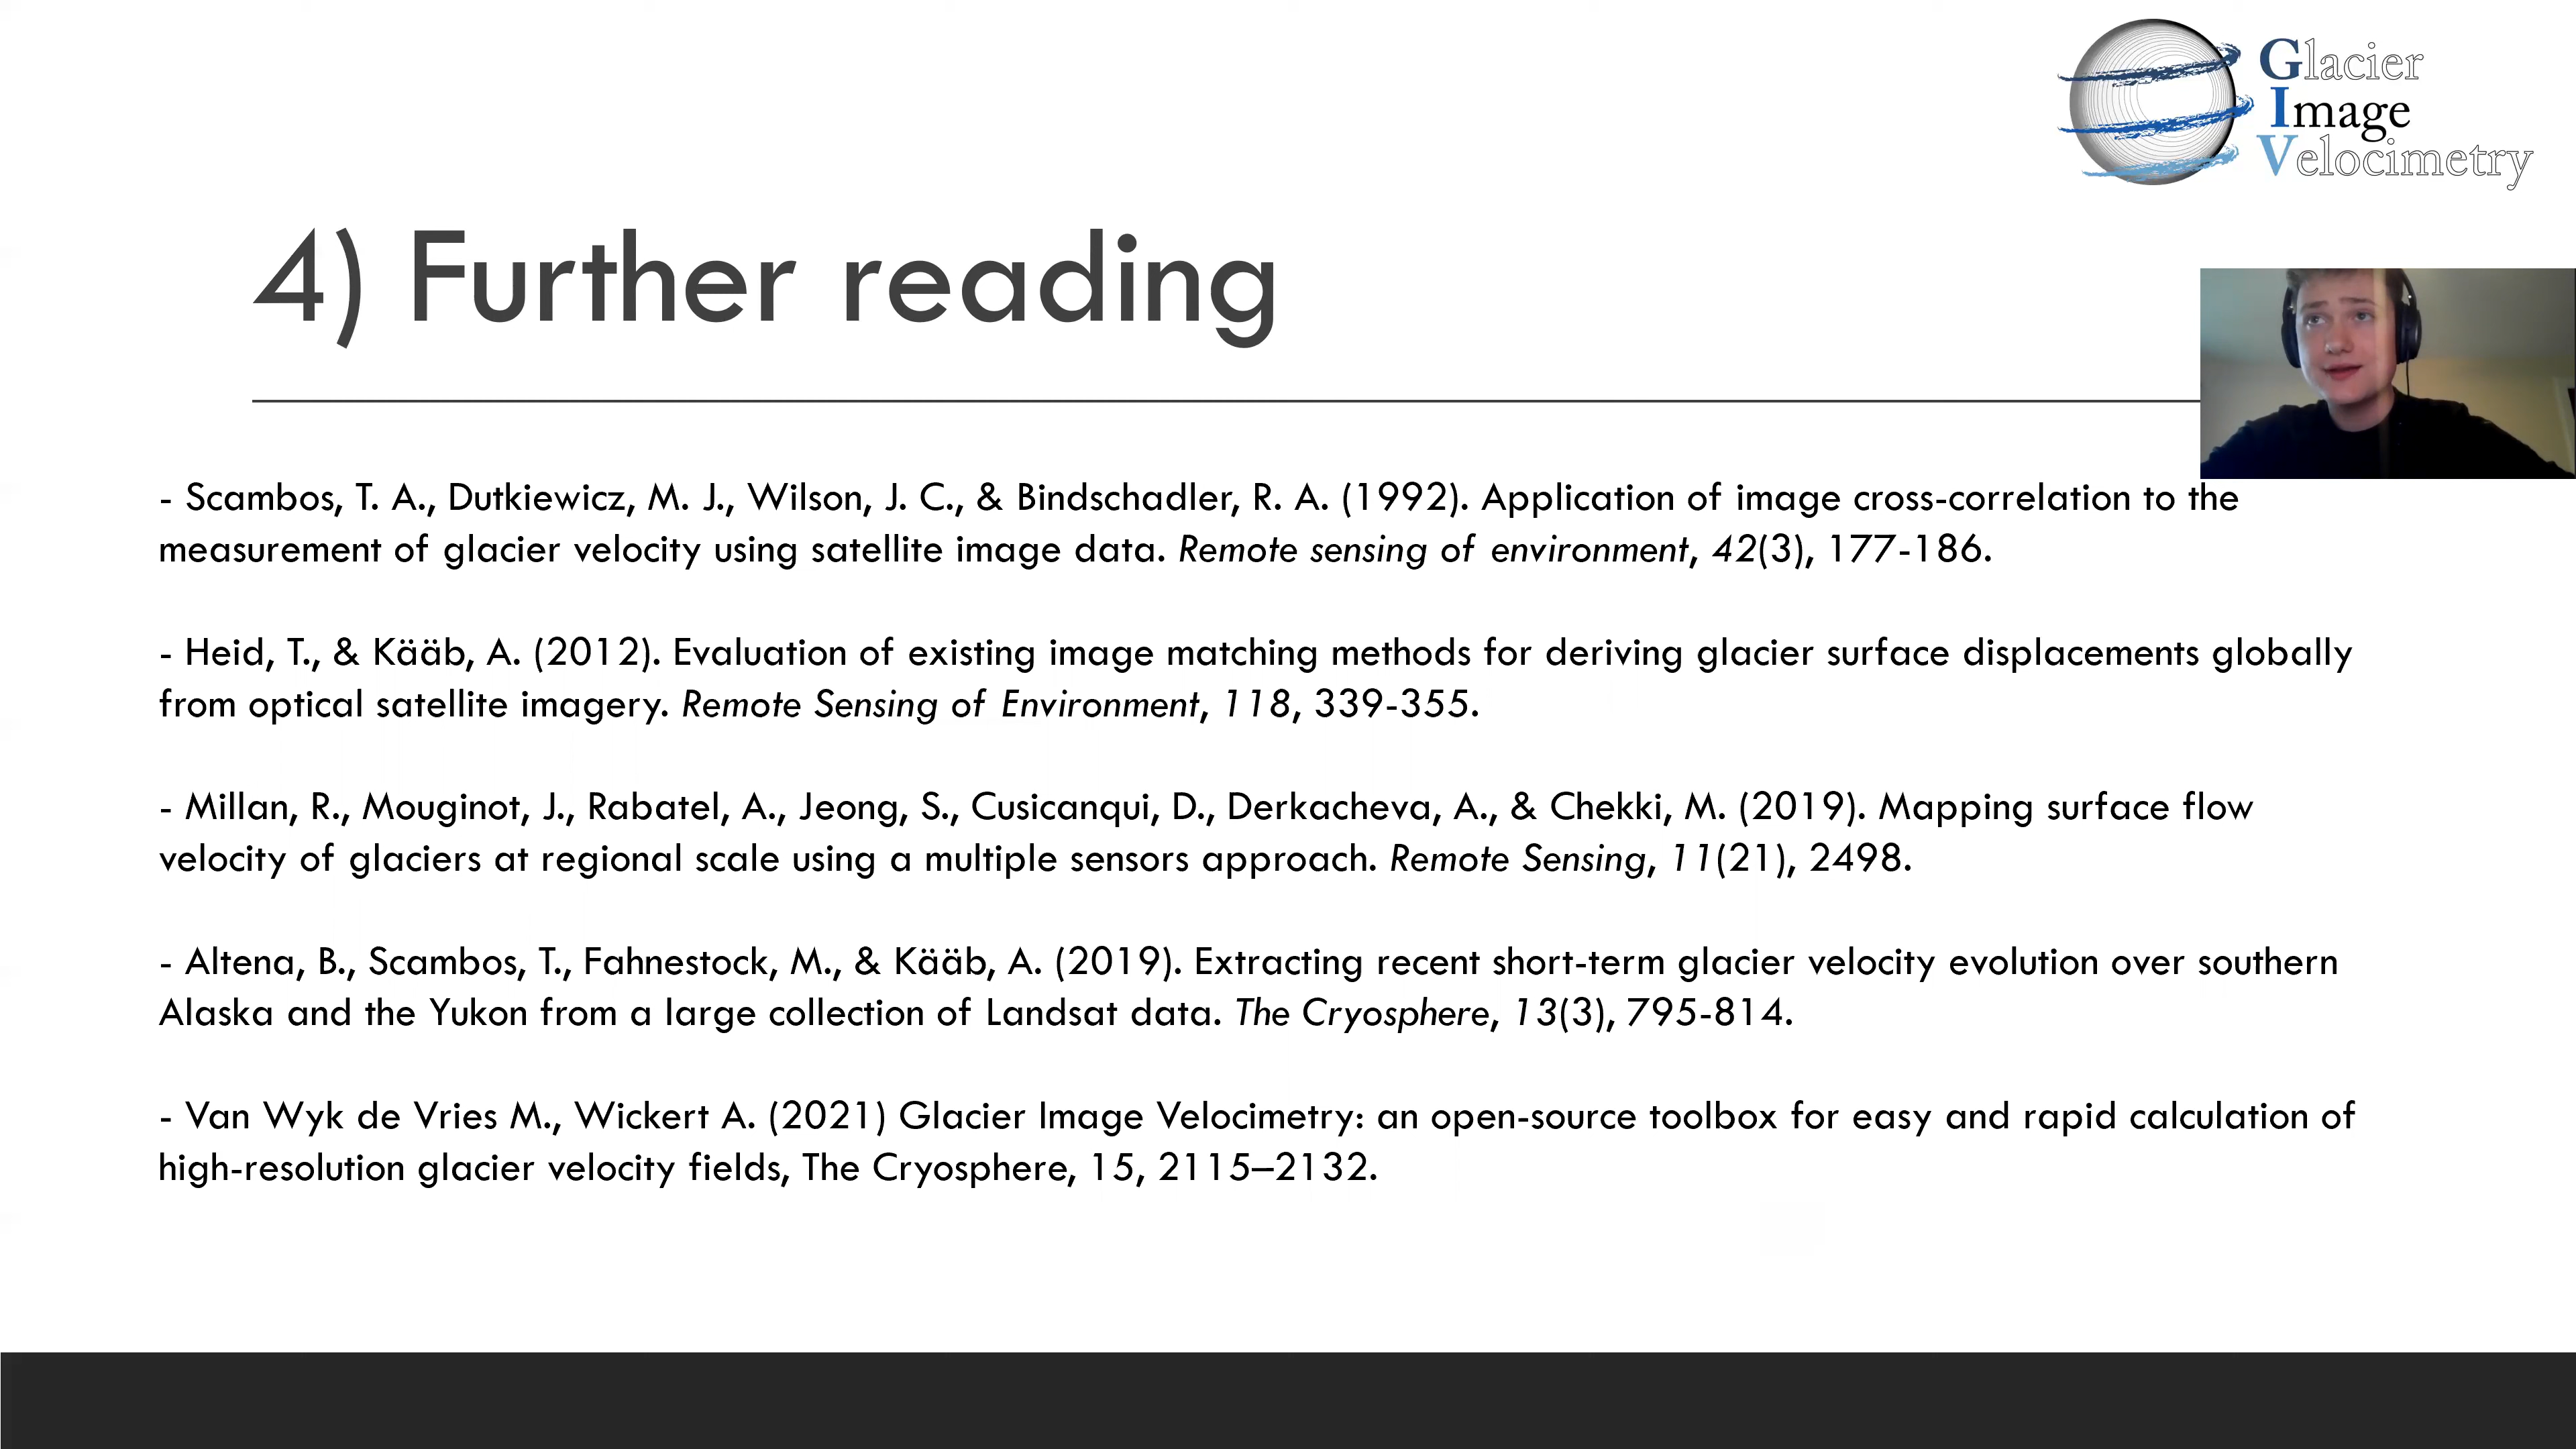 Glacier
Image
Velocimetry
4) Further reading
- Scambos, T. A., Dutkiewicz, M. J., Wilson, J. C., & Bindschadler, R. A. (1992). Application of image cross-correlation to the
measurement of glacier velocity using satellite image data. Remote sensing of environment, 42(3), 177-186.
- Heid, T., & Kääb, A. (2012). Evaluation of existing image matching methods for deriving glacier surface displacements globally
from optical satellite imagery. Remote Sensing of Environment, 118, 339-355.
- Millan, R., Mouginot, J., Rabatel, A., Jeong, S., Cusicanqui, D., Derkacheva, A., & Chekki, M. (2019). Mapping surface flow
velocity of glaciers at regional scale using a multiple sensors approach. Remote Sensing, 11(21), 2498.
- Altena, B., Scambos, T., Fahnestock, M., & Kääb, A. (2019). Extracting recent short-term glacier velocity evolution over southern
Alaska and the Yukon from a large collection of Landsat data. The Cryosphere, 13(3), 795-814.
- Van Wyk de Vries M., Wickert A. (2021) Glacier Image Velocimetry: an open-source toolbox for easy and rapid calculation of
high-resolution glacier velocity fields, The Cryosphere, 15, 2115–2132.